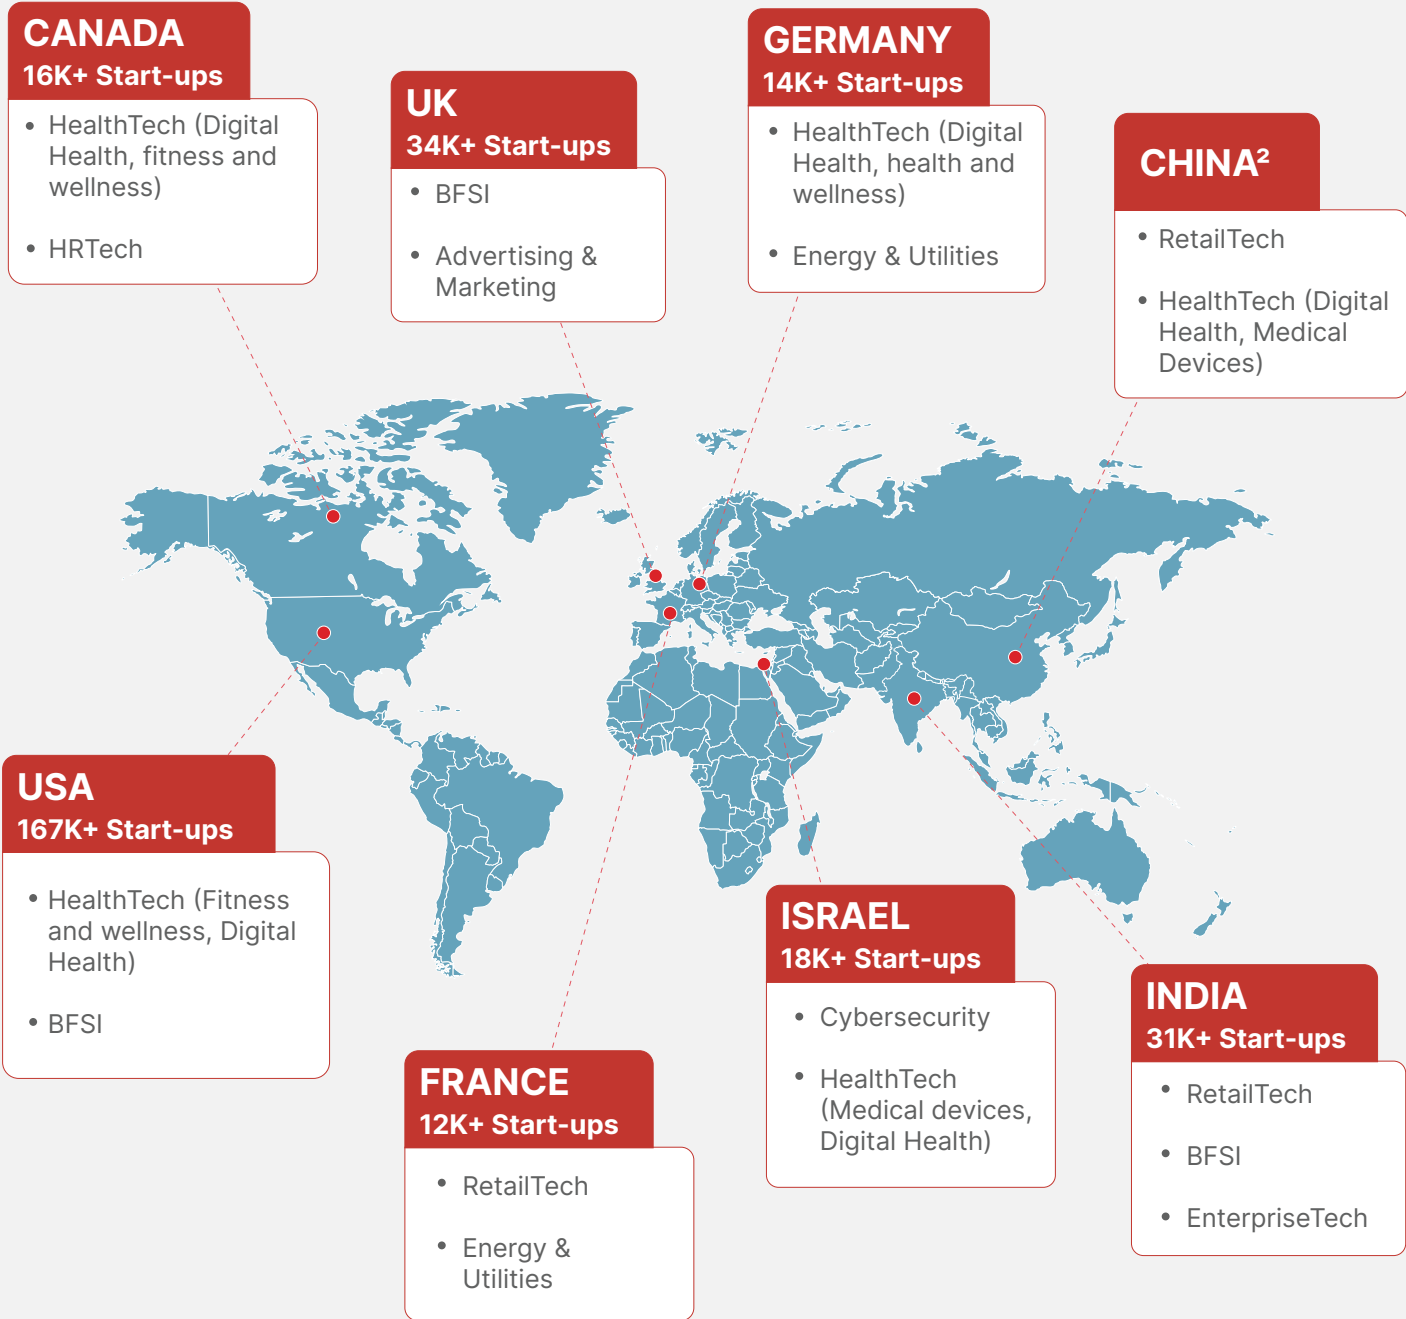 CANADA
16K+ Start-ups
• HealthTech (Digital
Health, fitness and
wellness)
• HRTech
UK
34K+ Start-ups
• BFSI
• Advertising &
Marketing
GERMANY
14K+ Start-ups
• HealthTech (Digital
Health, health and
wellness)
• Energy & Utilities
CHINA²
• RetailTech
• HealthTech (Digital
Health, Medical
Devices)
USA
167K+ Start-ups
• HealthTech (Fitness
and wellness, Digital
Health)
• BFSI
FRANCE
12K+ Start-ups
• RetailTech
• Energy &
Utilities
ISRAEL
18K+ Start-ups
• Cybersecurity
• HealthTech
(Medical devices,
Digital Health)
INDIA
31K+ Start-ups
• RetailTech
• BFSI
• EnterpriseTech